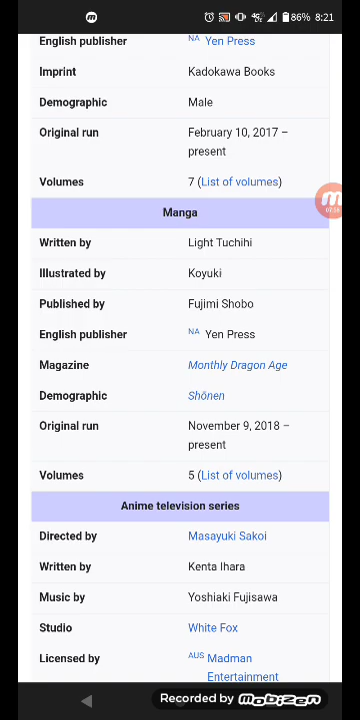 86% 8:21
English publisher NA Yen Press
Imprint Kadokawa Books
Demographic Male
Original run February 10, 2017 –
present
Volumes 7 (List of volumes)
Manga
Written by Light Tuchihi
Illustrated by Koyuki
Published by Fujimi Shobo
English publisher NA Yen Press
Magazine Monthly Dragon Age
Demographic Shōnen
Original run November 9, 2018 –
present
Volumes 5 (List of volumes)
Anime television series
Directed by Masayuki Sakoi
Written by Kenta Ihara
Music by Yoshiaki Fujisawa
Studio White Fox
Licensed by AUS Madman
Entertainment
Recorded by mobizen